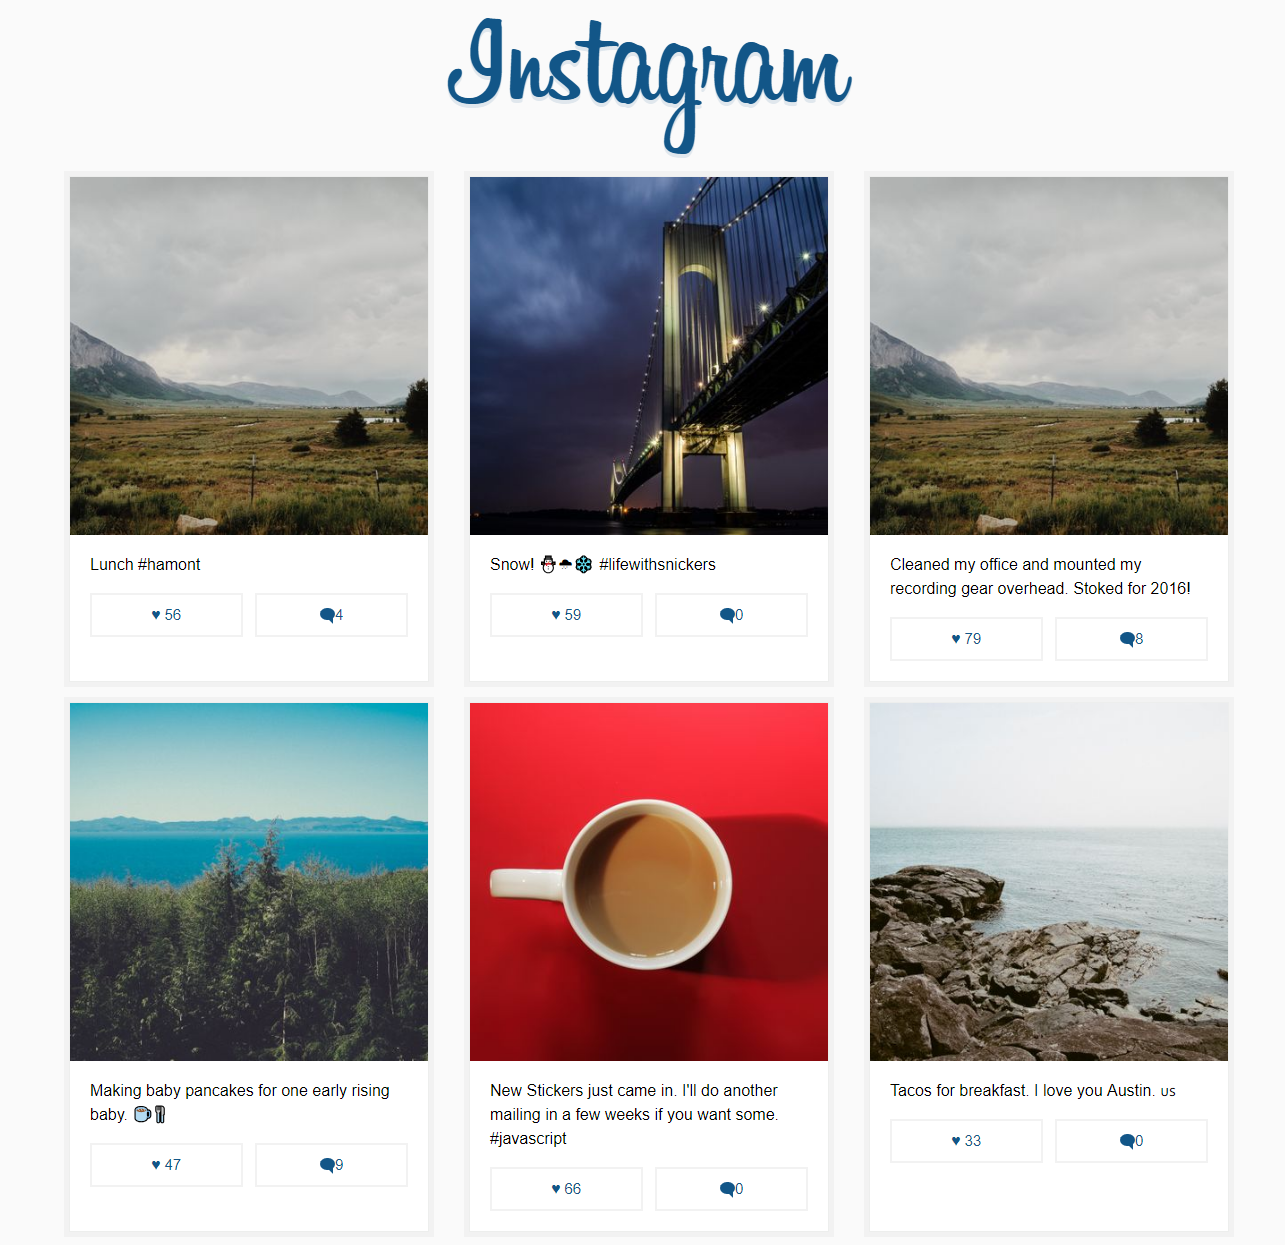 Instagram
Lunch #hamont
♥ 56
4
Snow! ⛄🌨❄ #lifewithsnickers
♥ 59
0
Cleaned my office and mounted my
recording gear overhead. Stoked for 2016!
♥ 79
8
Making baby pancakes for one early rising
baby. ☕🍴
♥ 47
9
New Stickers just came in. I'll do another
mailing in a few weeks if you want some.
#javascript
♥ 66
0
Tacos for breakfast. I love you Austin. US
♥ 33
0